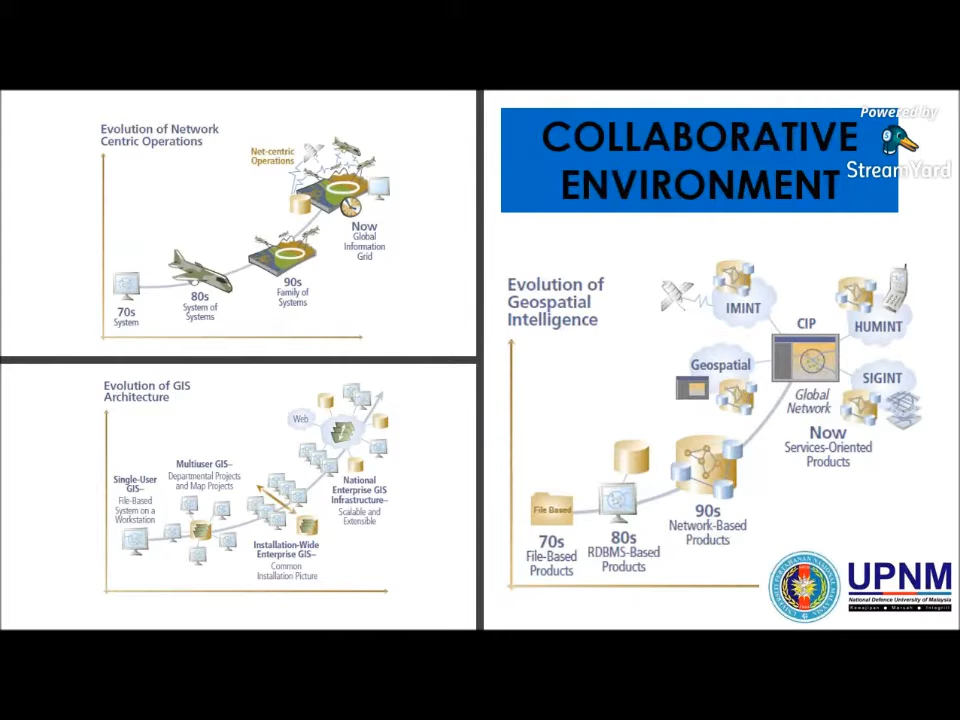 Evolution of Network
Centric Operations
Net-centric
Operations
Now
Global
Information
Grid
90s
Family of
Systems
80s
System of
Systems
70s
System
Evolution of GIS
Architecture
Web
Multiuser GIS–
Departmental Projects
and Map Projects
Single-User
GIS–
File-Based
System on a
Workstation
National
Enterprise GIS
Infrastructure–
Scalable and
Extensible
Installation-Wide
Enterprise GIS–
Common
Installation Picture
COLLABORATIVE
ENVIRONMENT
Powered by
StreamYard
Evolution of
Geospatial
Intelligence
IMINT
CIP
HUMINT
Geospatial
SIGINT
Global
Network
Now
Services-Oriented
Products
File Based
90s
Network-Based
Products
80s
RDBMS-Based
Products
70s
File-Based
Products
UPNM
National Defence University of Malaysia
Kewajipan ● Maruah ● Integriti